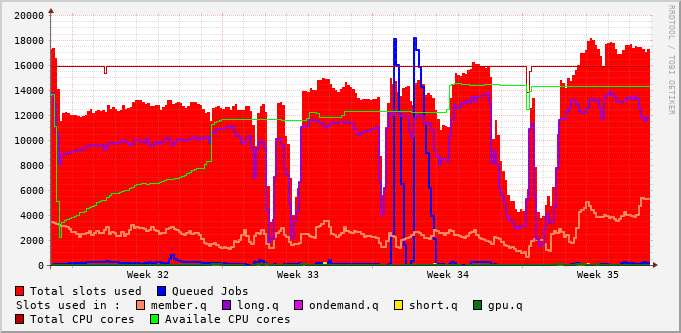 20000
18000
16000
14000
12000
10000
8000
6000
4000
2000
0
Week 32 Week 33 Week 34 Week 35
RRDTOOL / TOBI OETIKER
Total slots used Queued Jobs
Slots used in : member.q long.q ondemand.q short.q gpu.q
Total CPU cores Availale CPU cores